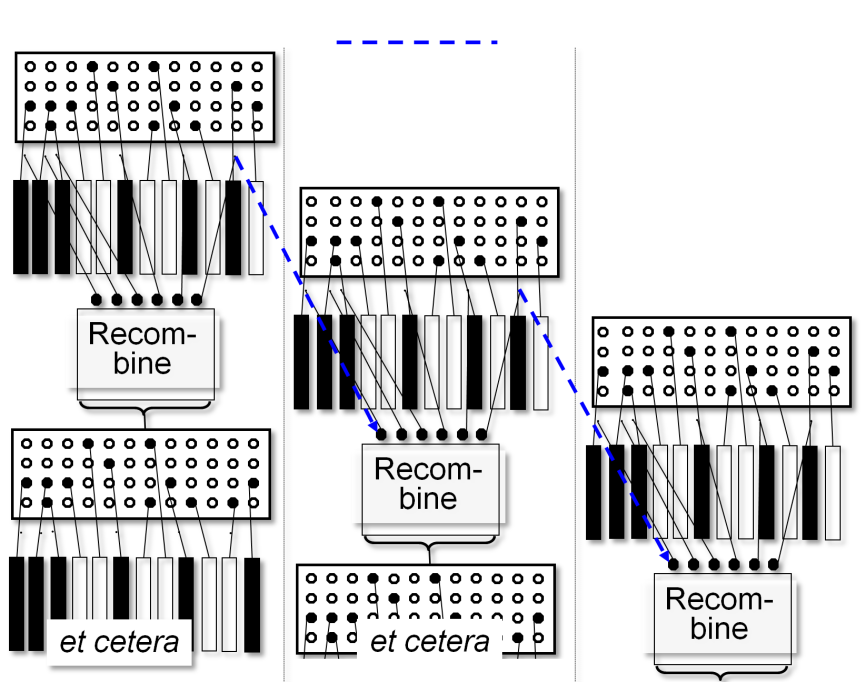 Recom-
bine
et cetera
Recom-
bine
et cetera
Recom-
bine